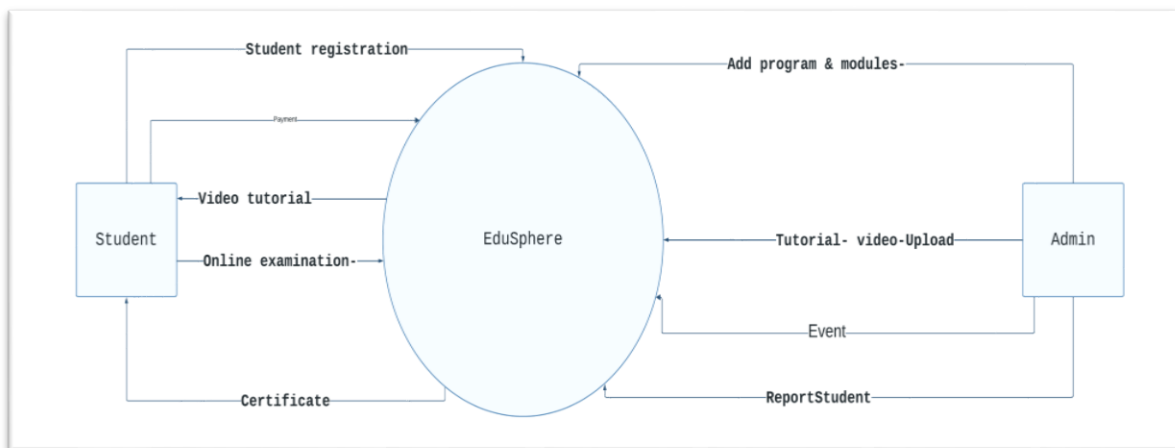 Student registration
Add program & modules-
Payment
Video tutorial
Student
EduSphere
Tutorial- video-Upload
Admin
Online examination-
Event
Certificate
ReportStudent